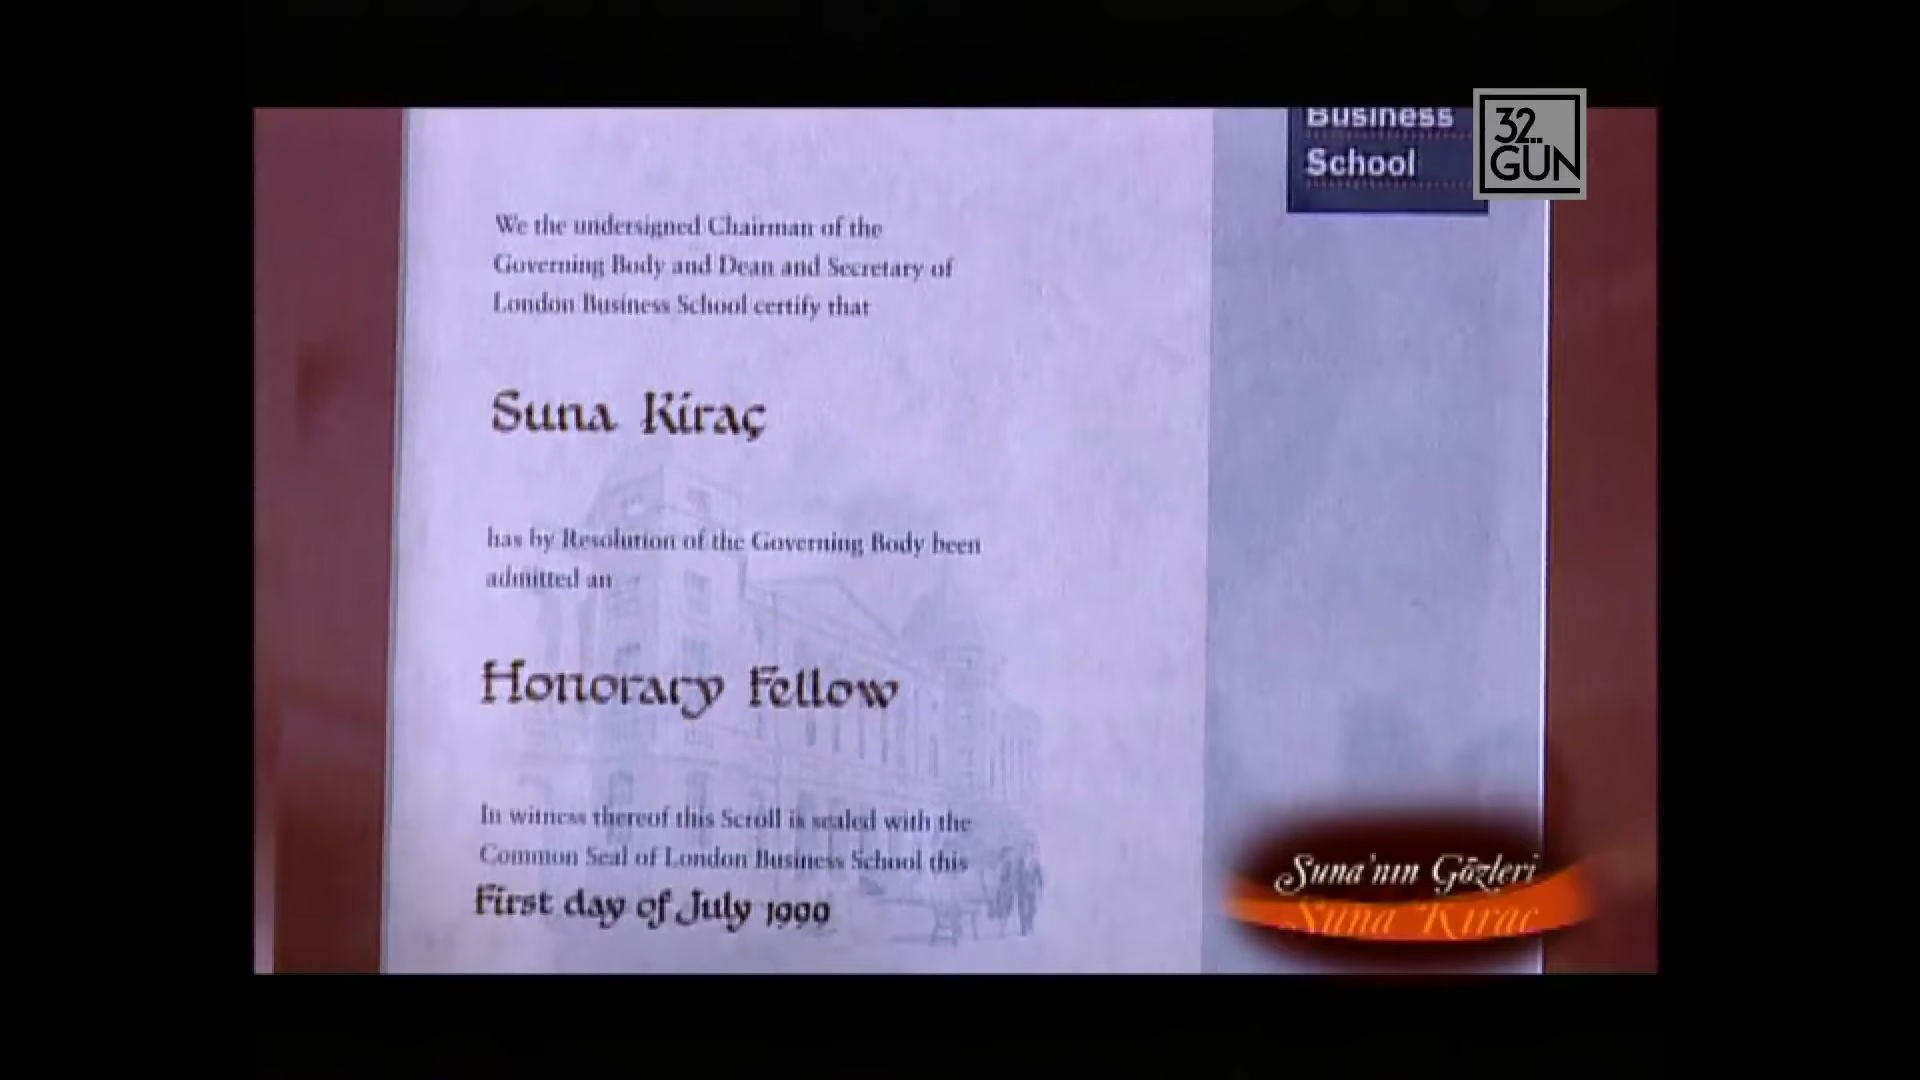 Business
School
32.
GÜN
We the undersigned Chairman of the
Governing Body and Dean and Secretary of
London Business School certify that
Suna Kiraç
has by Resolution of the Governing Body been
admitted an
Honorary Fellow
In witness thereof this Scroll is sealed with the
Common Seal of London Business School this
First day of July 1999
Suna'nın Gözleri
Suna Kıraç